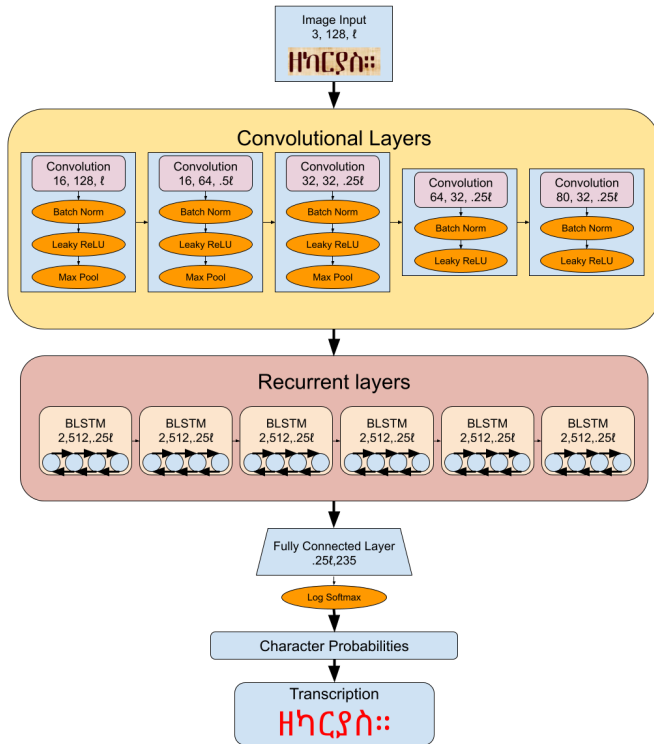 Image Input
3, 128, ℓ
ዘካርያስ።
Convolutional Layers
Convolution
16, 128, ℓ
Batch Norm
Leaky ReLU
Max Pool
Convolution
16, 64, .5ℓ
Batch Norm
Leaky ReLU
Max Pool
Convolution
32, 32, .25ℓ
Batch Norm
Leaky ReLU
Max Pool
Convolution
64, 32, .25ℓ
Batch Norm
Leaky ReLU
Convolution
80, 32, .25ℓ
Batch Norm
Leaky ReLU
Recurrent layers
BLSTM
2,512,.25ℓ
BLSTM
2,512,.25ℓ
BLSTM
2,512,.25ℓ
BLSTM
2,512,.25ℓ
BLSTM
2,512,.25ℓ
BLSTM
2,512,.25ℓ
Fully Connected Layer
.25ℓ,235
Log Softmax
Character Probabilities
Transcription
ዘካርያስ።